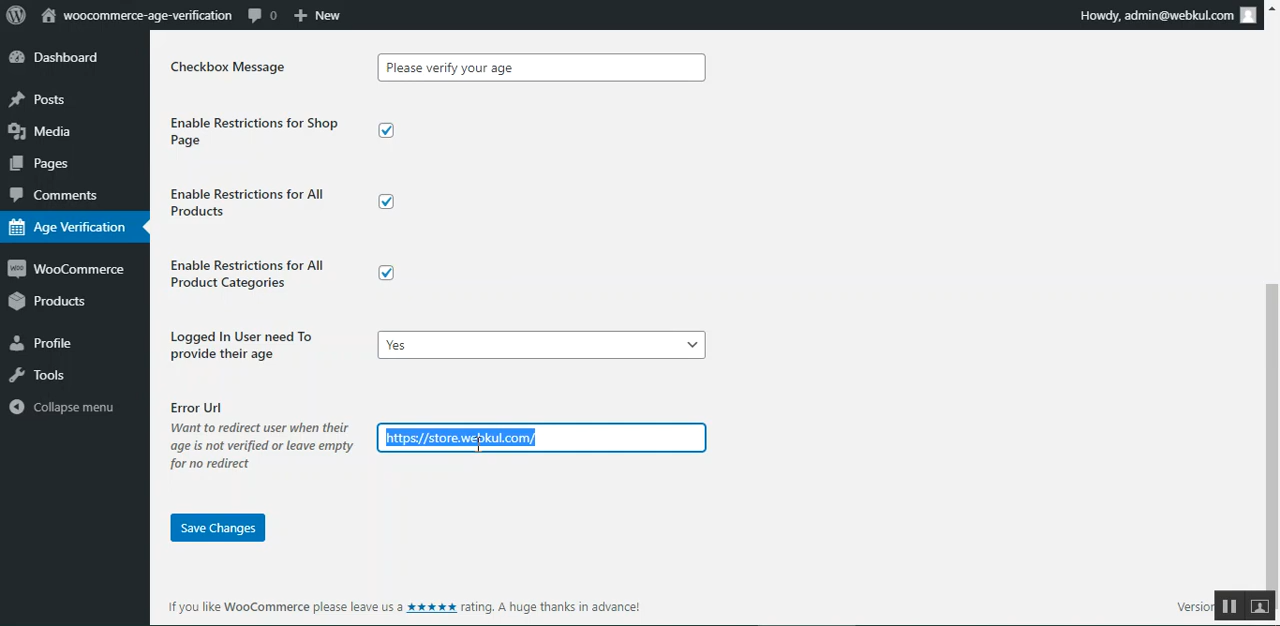 woocommerce-age-verification 0 New Howdy, admin@webkul.com
Dashboard
Posts
Media
Pages
Comments
Age Verification
WooCommerce
Products
Profile
Tools
Collapse menu
Checkbox Message Please verify your age
Enable Restrictions for Shop
Page
Enable Restrictions for All
Products
Enable Restrictions for All
Product Categories
Logged In User need To
provide their age
Yes
Error Url
Want to redirect user when their
age is not verified or leave empty
for no redirect
https://store.webkul.com/
Save Changes
If you like WooCommerce please leave us a ★★★★★ rating. A huge thanks in advance!